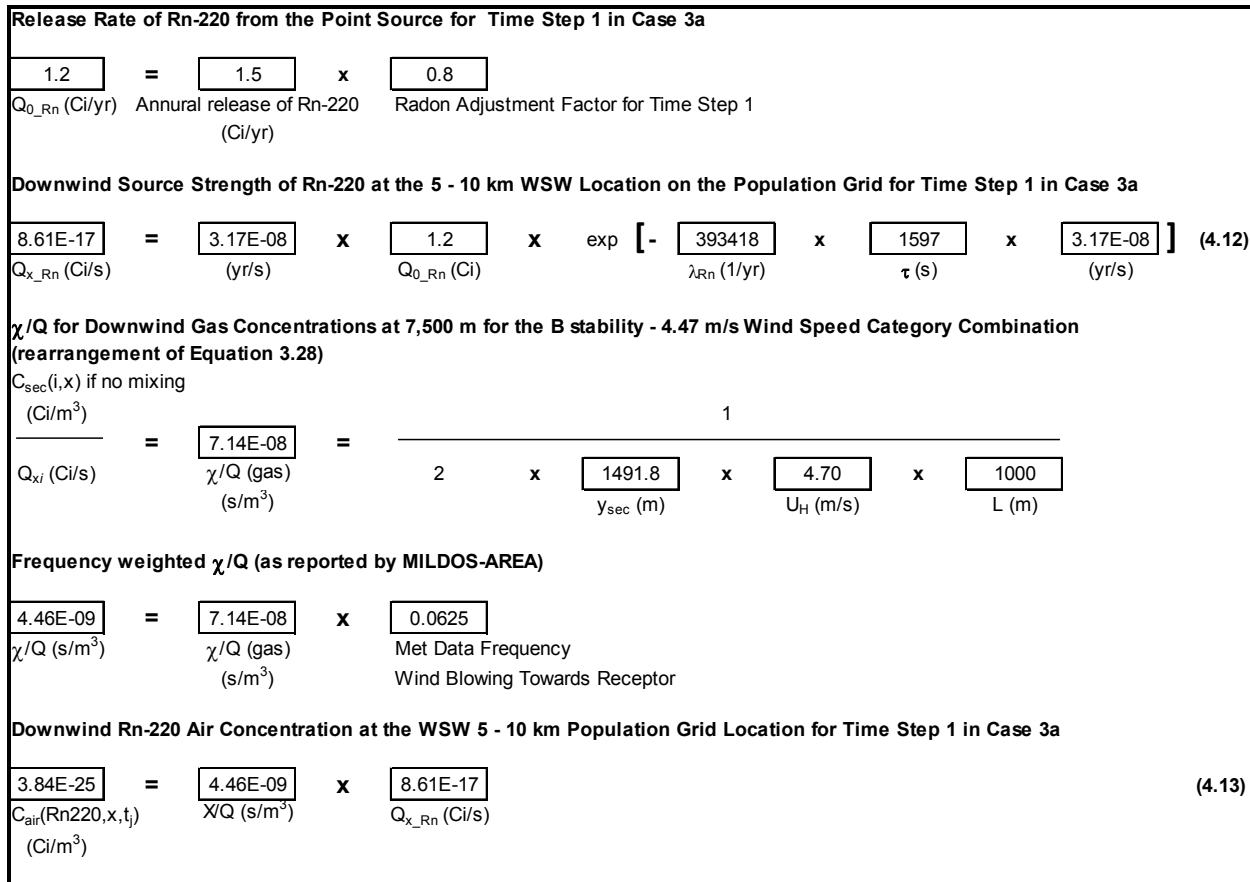 Release Rate of Rn-220 from the Point Source for Time Step 1 in Case 3a
1.2 = 1.5 x 0.8
Q0_Rn (Ci/yr) Annural release of Rn-220 Radon Adjustment Factor for Time Step 1
(Ci/yr)
Downwind Source Strength of Rn-220 at the 5 - 10 km WSW Location on the Population Grid for Time Step 1 in Case 3a
8.61E-17 = 3.17E-08 x 1.2 x exp [- 393418 x 1597 x 3.17E-08 ] (4.12)
Qx_Rn (Ci/s) (yr/s) Q0_Rn (Ci) λRn (1/yr) τ (s) (yr/s)
χ/Q for Downwind Gas Concentrations at 7,500 m for the B stability - 4.47 m/s Wind Speed Category Combination
(rearrangement of Equation 3.28)
Csec(i,x) if no mixing
(Ci/m3) 1
= 7.14E-08 =
Qxi (Ci/s) χ/Q (gas) 2 x 1491.8 x 4.70 x 1000
(s/m3) ysec (m) UH (m/s) L (m)
Frequency weighted χ/Q (as reported by MILDOS-AREA)
4.46E-09 = 7.14E-08 x 0.0625
χ/Q (s/m3) χ/Q (gas) Met Data Frequency
(s/m3) Wind Blowing Towards Receptor
Downwind Rn-220 Air Concentration at the WSW 5 - 10 km Population Grid Location for Time Step 1 in Case 3a
3.84E-25 = 4.46E-09 x 8.61E-17 (4.13)
Cair(Rn220,x,tj) X/Q (s/m3) Qx_Rn (Ci/s)
(Ci/m3)